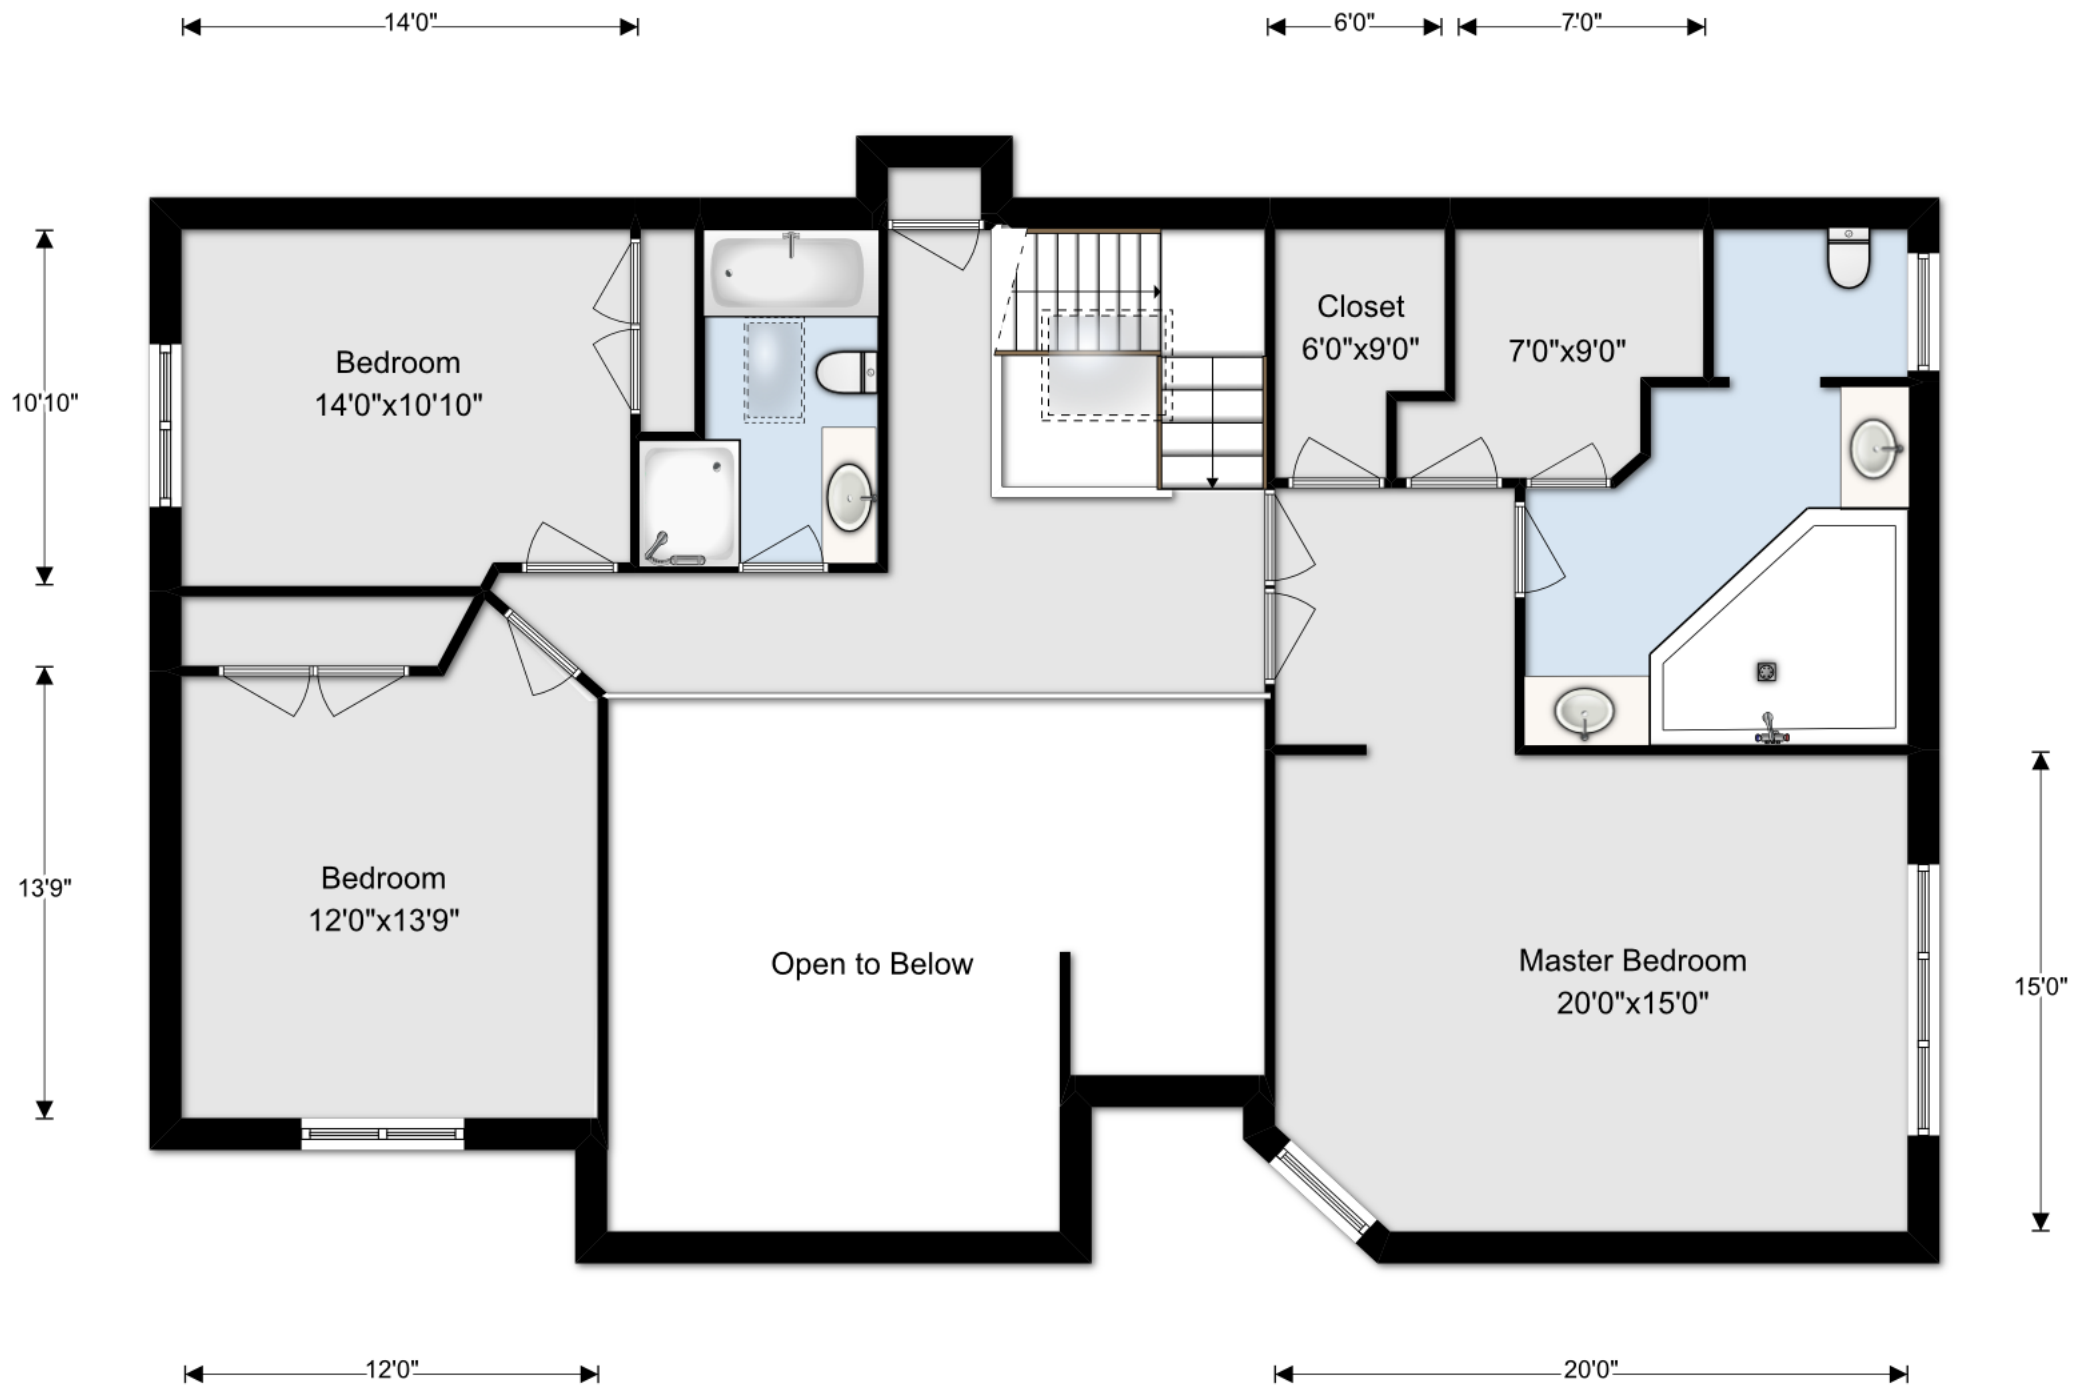 14'0"
6'0"
7'0"
Closet
6'0"x9'0"
7'0"x9'0"
Bedroom
14'0"x10'10"
10'10"
Bedroom
12'0"x13'9"
13'9"
Open to Below
Master Bedroom
20'0"x15'0"
15'0"
12'0"
20'0"